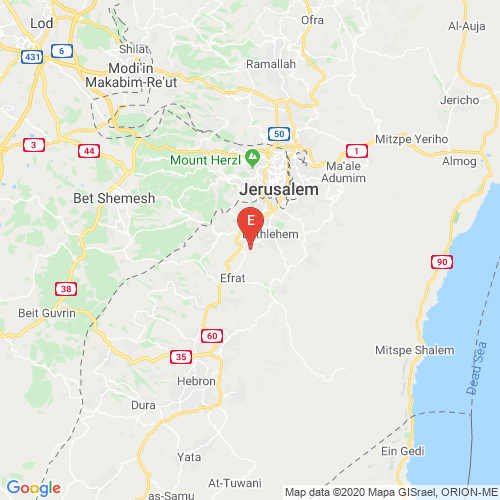 Lod
Ofra
Al-Auja
6
Shilat
431
Modi'in
Makabim-Re'ut
Ramallah
Jericho
50
3
44
Mitzpe Yeriho
1
Mount Herzl
Ma'ale
Adumim
Almog
Bet Shemesh
Jerusalem
E
thlehem
90
Efrat
38
Beit Guvrin
60
35
Mitspe Shalem
Hebron
Dead Sea
Dura
Yata
Ein Gedi
At-Tuwani
as-Samu
Google
Map data ©2020 Mapa GISrael, ORION-ME